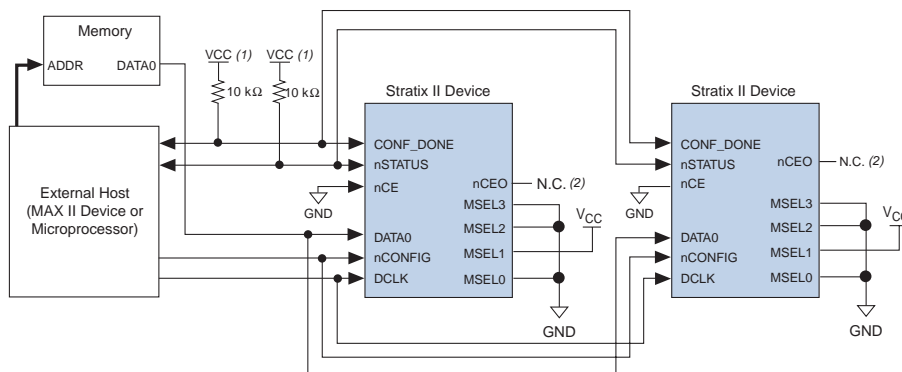 Memory
ADDR
DATA0
VCC (1)
VCC (1)
10 kΩ
10 kΩ
External Host
(MAX II Device or
Microprocessor)
Stratix II Device
CONF_DONE
nSTATUS
nCE
nCEO
N.C. (2)
GND
MSEL3
MSEL2
VCC
DATA0
MSEL1
nCONFIG
DCLK
MSEL0
GND
Stratix II Device
CONF_DONE
nSTATUS
nCEO
N.C. (2)
nCE
GND
MSEL3
MSEL2
VCC
DATA0
MSEL1
nCONFIG
DCLK
MSEL0
GND